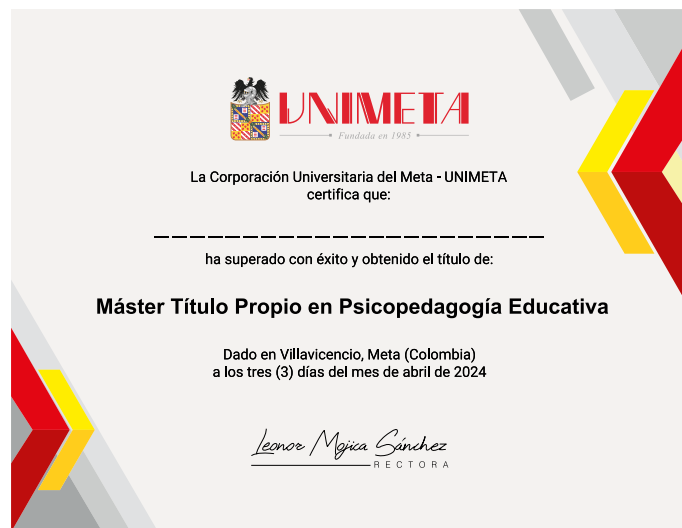 UNIMETA
Fundada en 1985
La Corporación Universitaria del Meta - UNIMETA
certifica que:
ha superado con éxito y obtenido el título de:
Máster Título Propio en Psicopedagogía Educativa
Dado en Villavicencio, Meta (Colombia)
a los tres (3) días del mes de abril de 2024
Leonor Mojica Sánchez
RECTORA